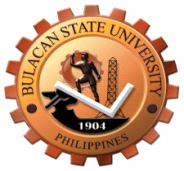 BULACAN STATE UNIVERSITY
1904
PHILIPPINES